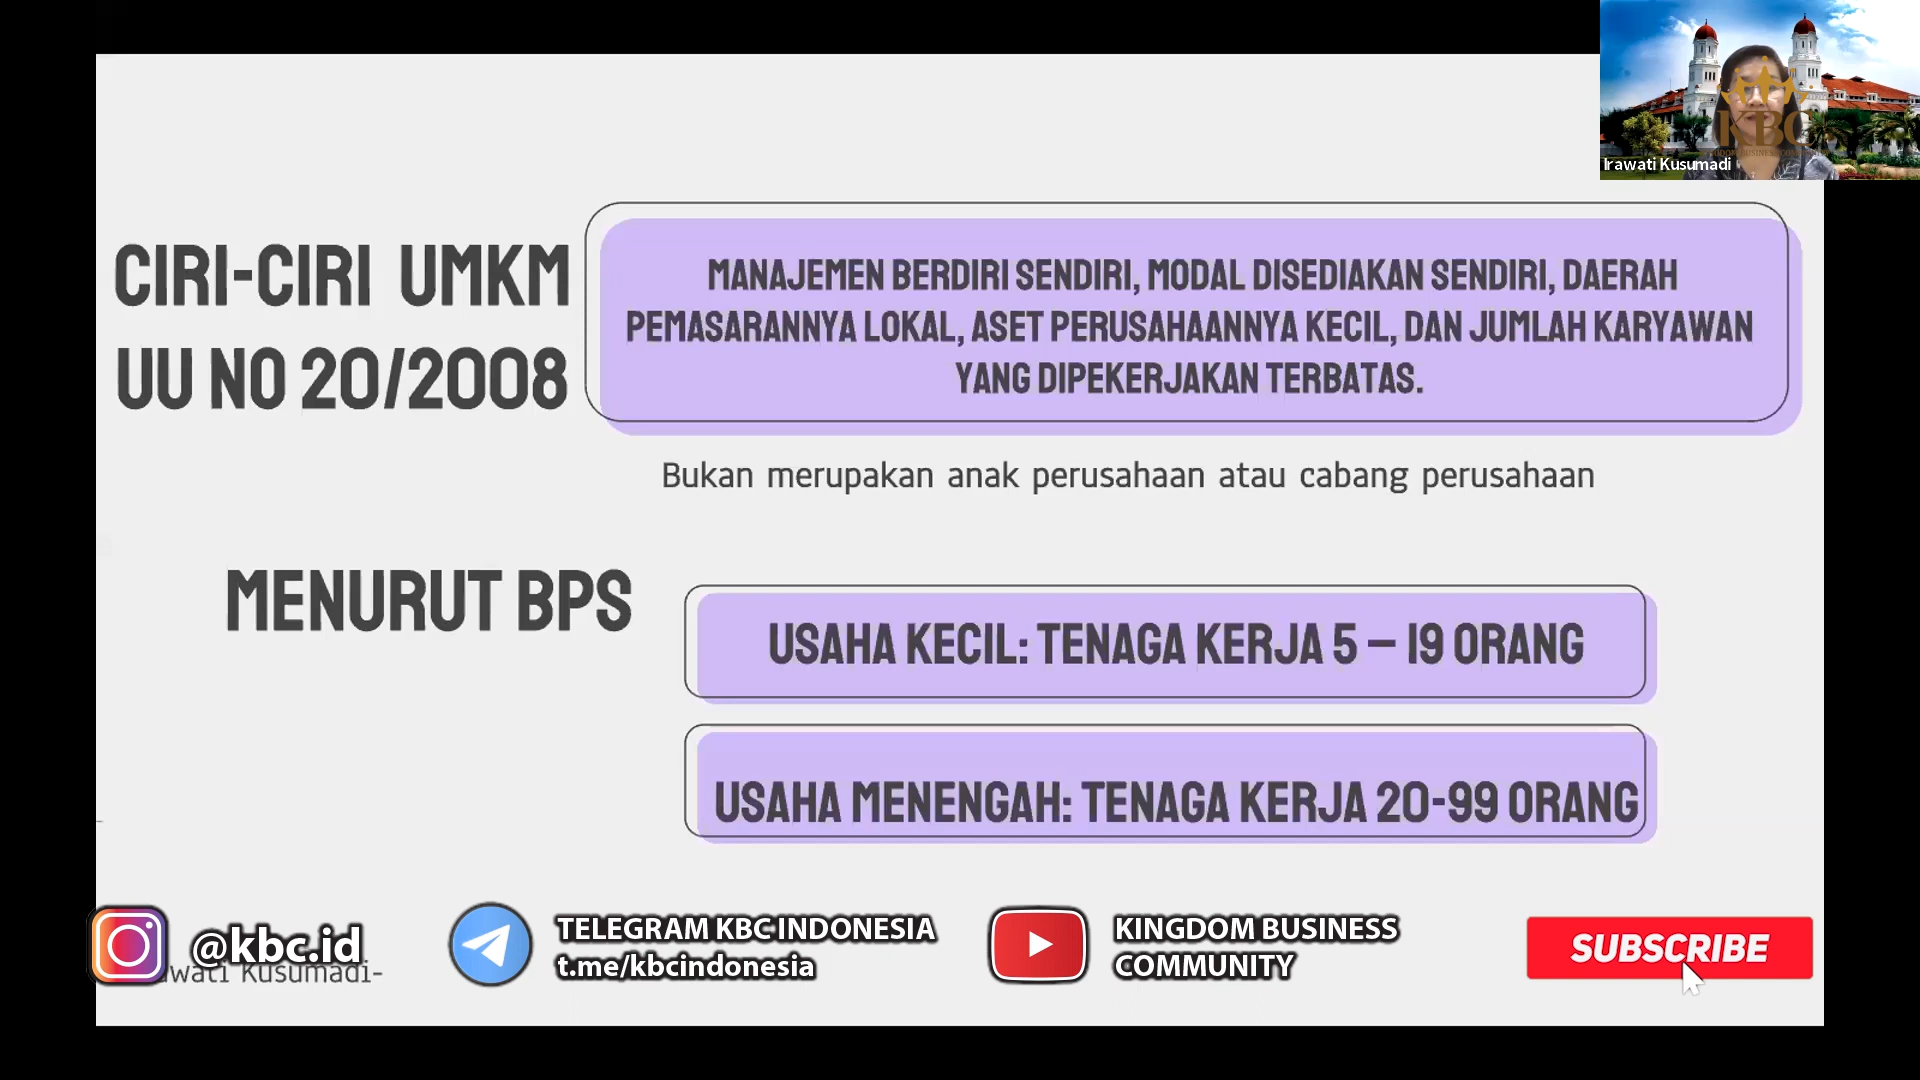 Irawati Kusumadi
KBC
CIRI-CIRI UMKM
UU NO 20/2008
MANAJEMEN BERDIRI SENDIRI, MODAL DISEDIAKAN SENDIRI, DAERAH
PEMASARANNYA LOKAL, ASET PERUSAHAANNYA KECIL, DAN JUMLAH KARYAWAN
YANG DIPEKERJAKAN TERBATAS.
Bukan merupakan anak perusahaan atau cabang perusahaan
MENURUT BPS
USAHA KECIL: TENAGA KERJA 5 – 19 ORANG
USAHA MENENGAH: TENAGA KERJA 20-99 ORANG
@kbc.id
TELEGRAM KBC INDONESIA
t.me/kbcindonesia
KINGDOM BUSINESS
COMMUNITY
SUBSCRIBE
Kusumadi-